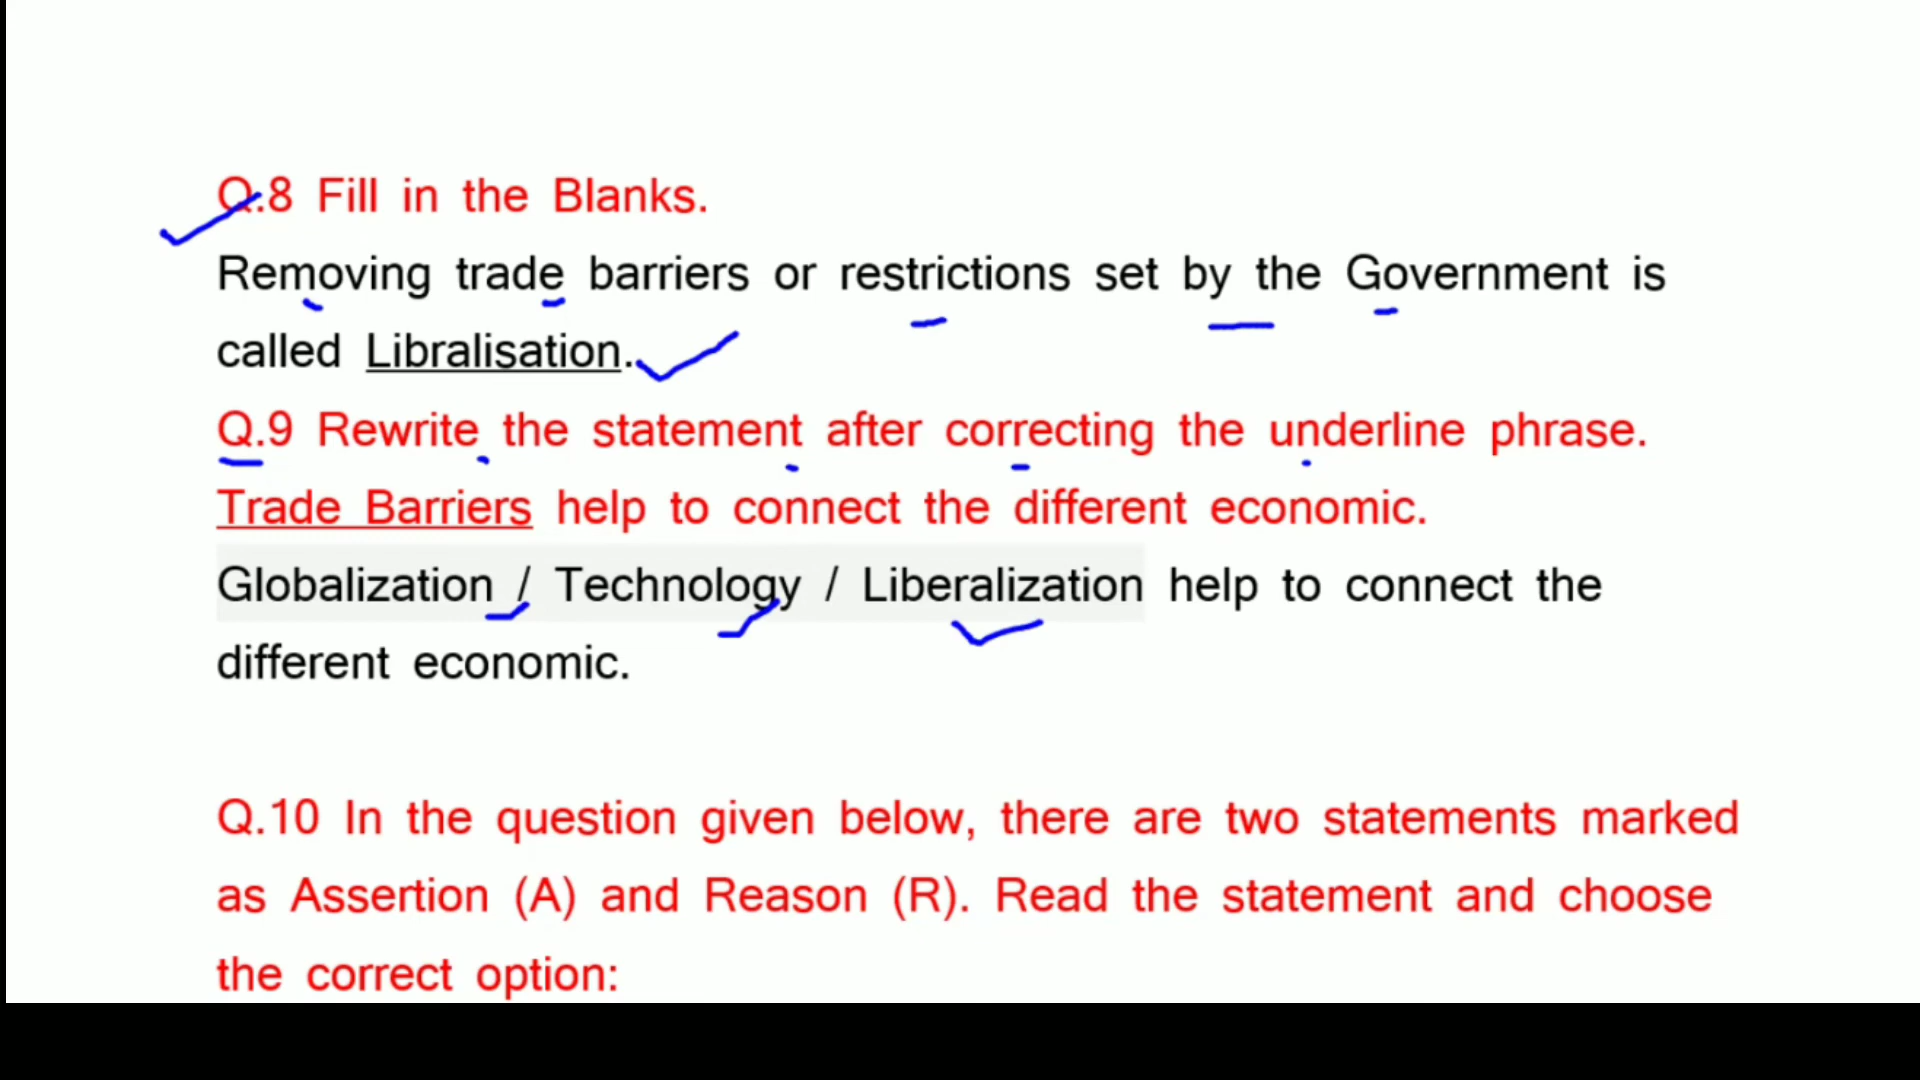 Q.8 Fill in the Blanks.
Removing trade barriers or restrictions set by the Government is
called Libralisation.
Q.9 Rewrite the statement after correcting the underline phrase.
Trade Barriers help to connect the different economic.
Globalization / Technology / Liberalization help to connect the
different economic.
Q.10 In the question given below, there are two statements marked
as Assertion (A) and Reason (R). Read the statement and choose
the correct option: